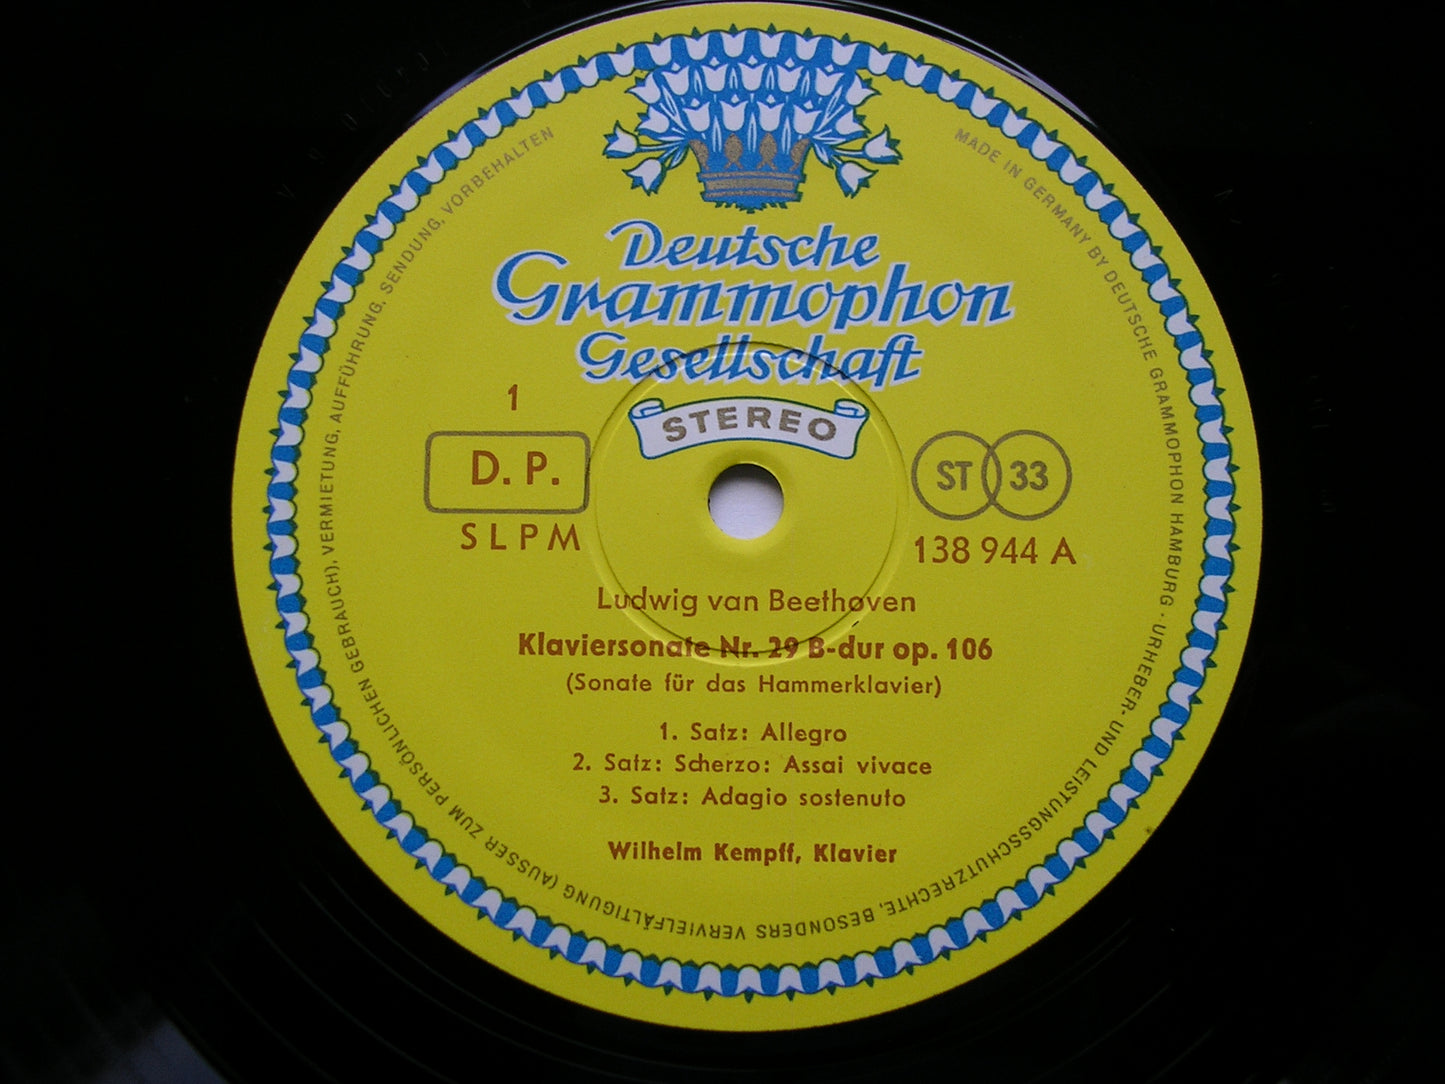 Deutsche
Grammophon
Gesellschaft
STEREO
1
D. P.
SLPM
ST 33
138 944 A
Ludwig van Beethoven
Klaviersonate Nr. 29 B-dur op. 106
(Sonate für das Hammerklavier)
1. Satz: Allegro
2. Satz: Scherzo: Assai vivace
3. Satz: Adagio sostenuto
Wilhelm Kempff, Klavier
MADE IN GERMANY BY DEUTSCHE GRAMMOPHON HAMBURG · URHEBER- UND LEISTUNGSSCHUTZRECHTE, BESONDERS VERVIELFÄLTIGUNG (AUSSER ZUM PERSÖNLICHEN GEBRAUCH), VERMIETUNG, AUFFÜHRUNG, SENDUNG, VORBEHALTEN